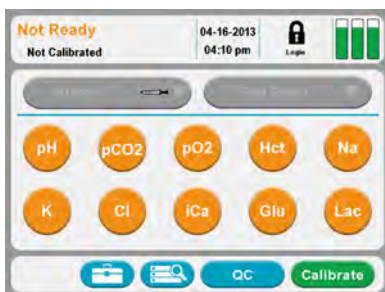 Not Ready
Not Calibrated
04-16-2013
04:10 pm
Login
pH pCO2 pO2 Hct Na
K Cl iCa Glu Lac
QC Calibrate